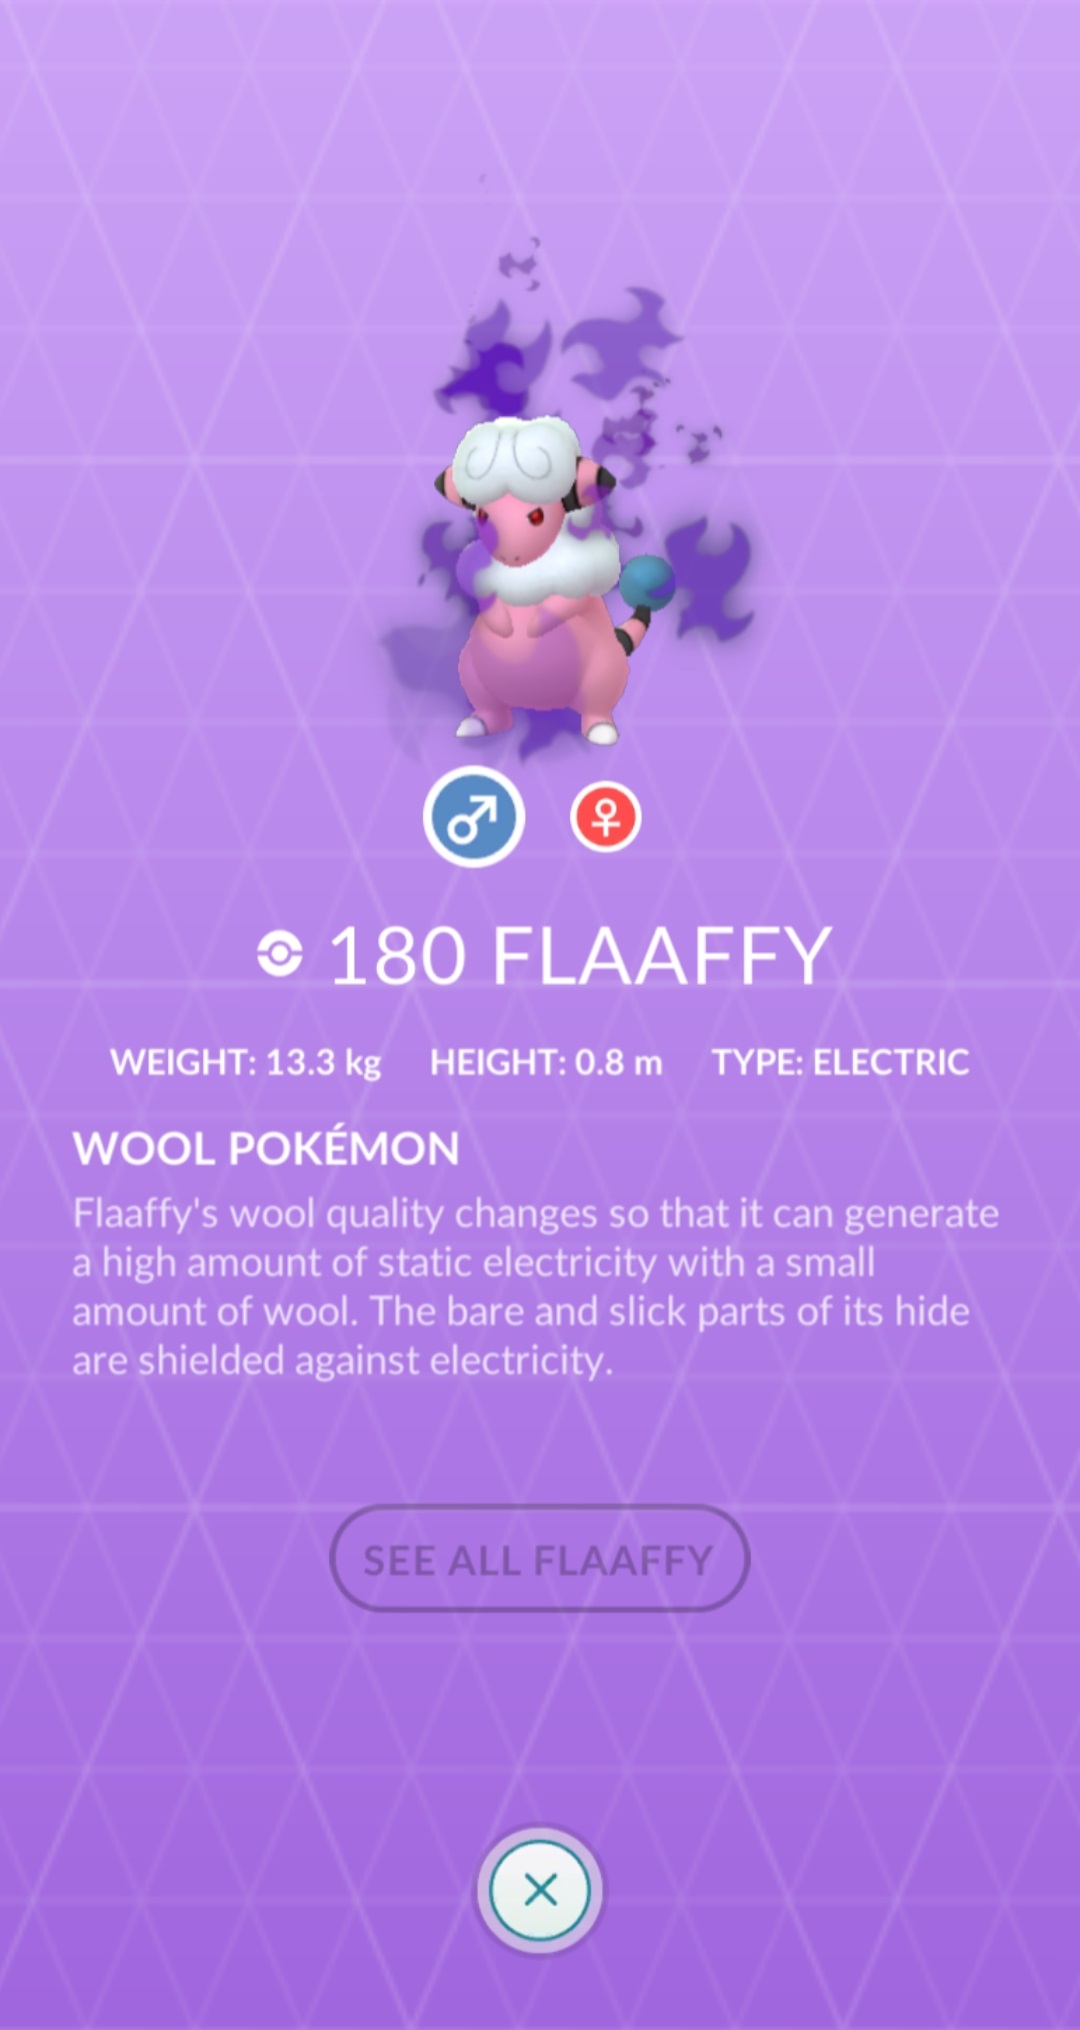 180 FLAAFFY
WEIGHT: 13.3 kg HEIGHT: 0.8 m TYPE: ELECTRIC
WOOL POKÉMON
Flaaffy's wool quality changes so that it can generate
a high amount of static electricity with a small
amount of wool. The bare and slick parts of its hide
are shielded against electricity.
SEE ALL FLAAFFY